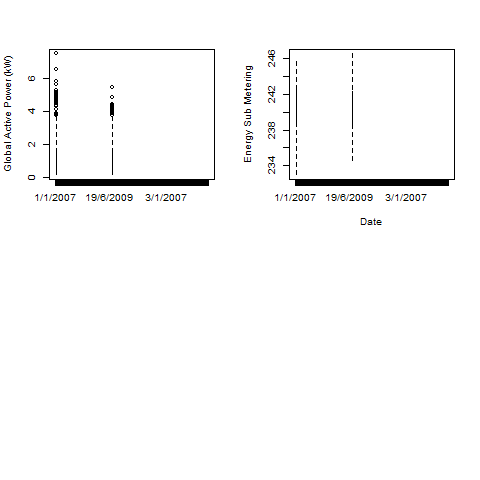 Global Active Power (kW)
0
2
4
6
1/1/2007 19/6/2009 3/1/2007
Energy Sub Metering
234
238
242
246
1/1/2007 19/6/2009 3/1/2007
Date